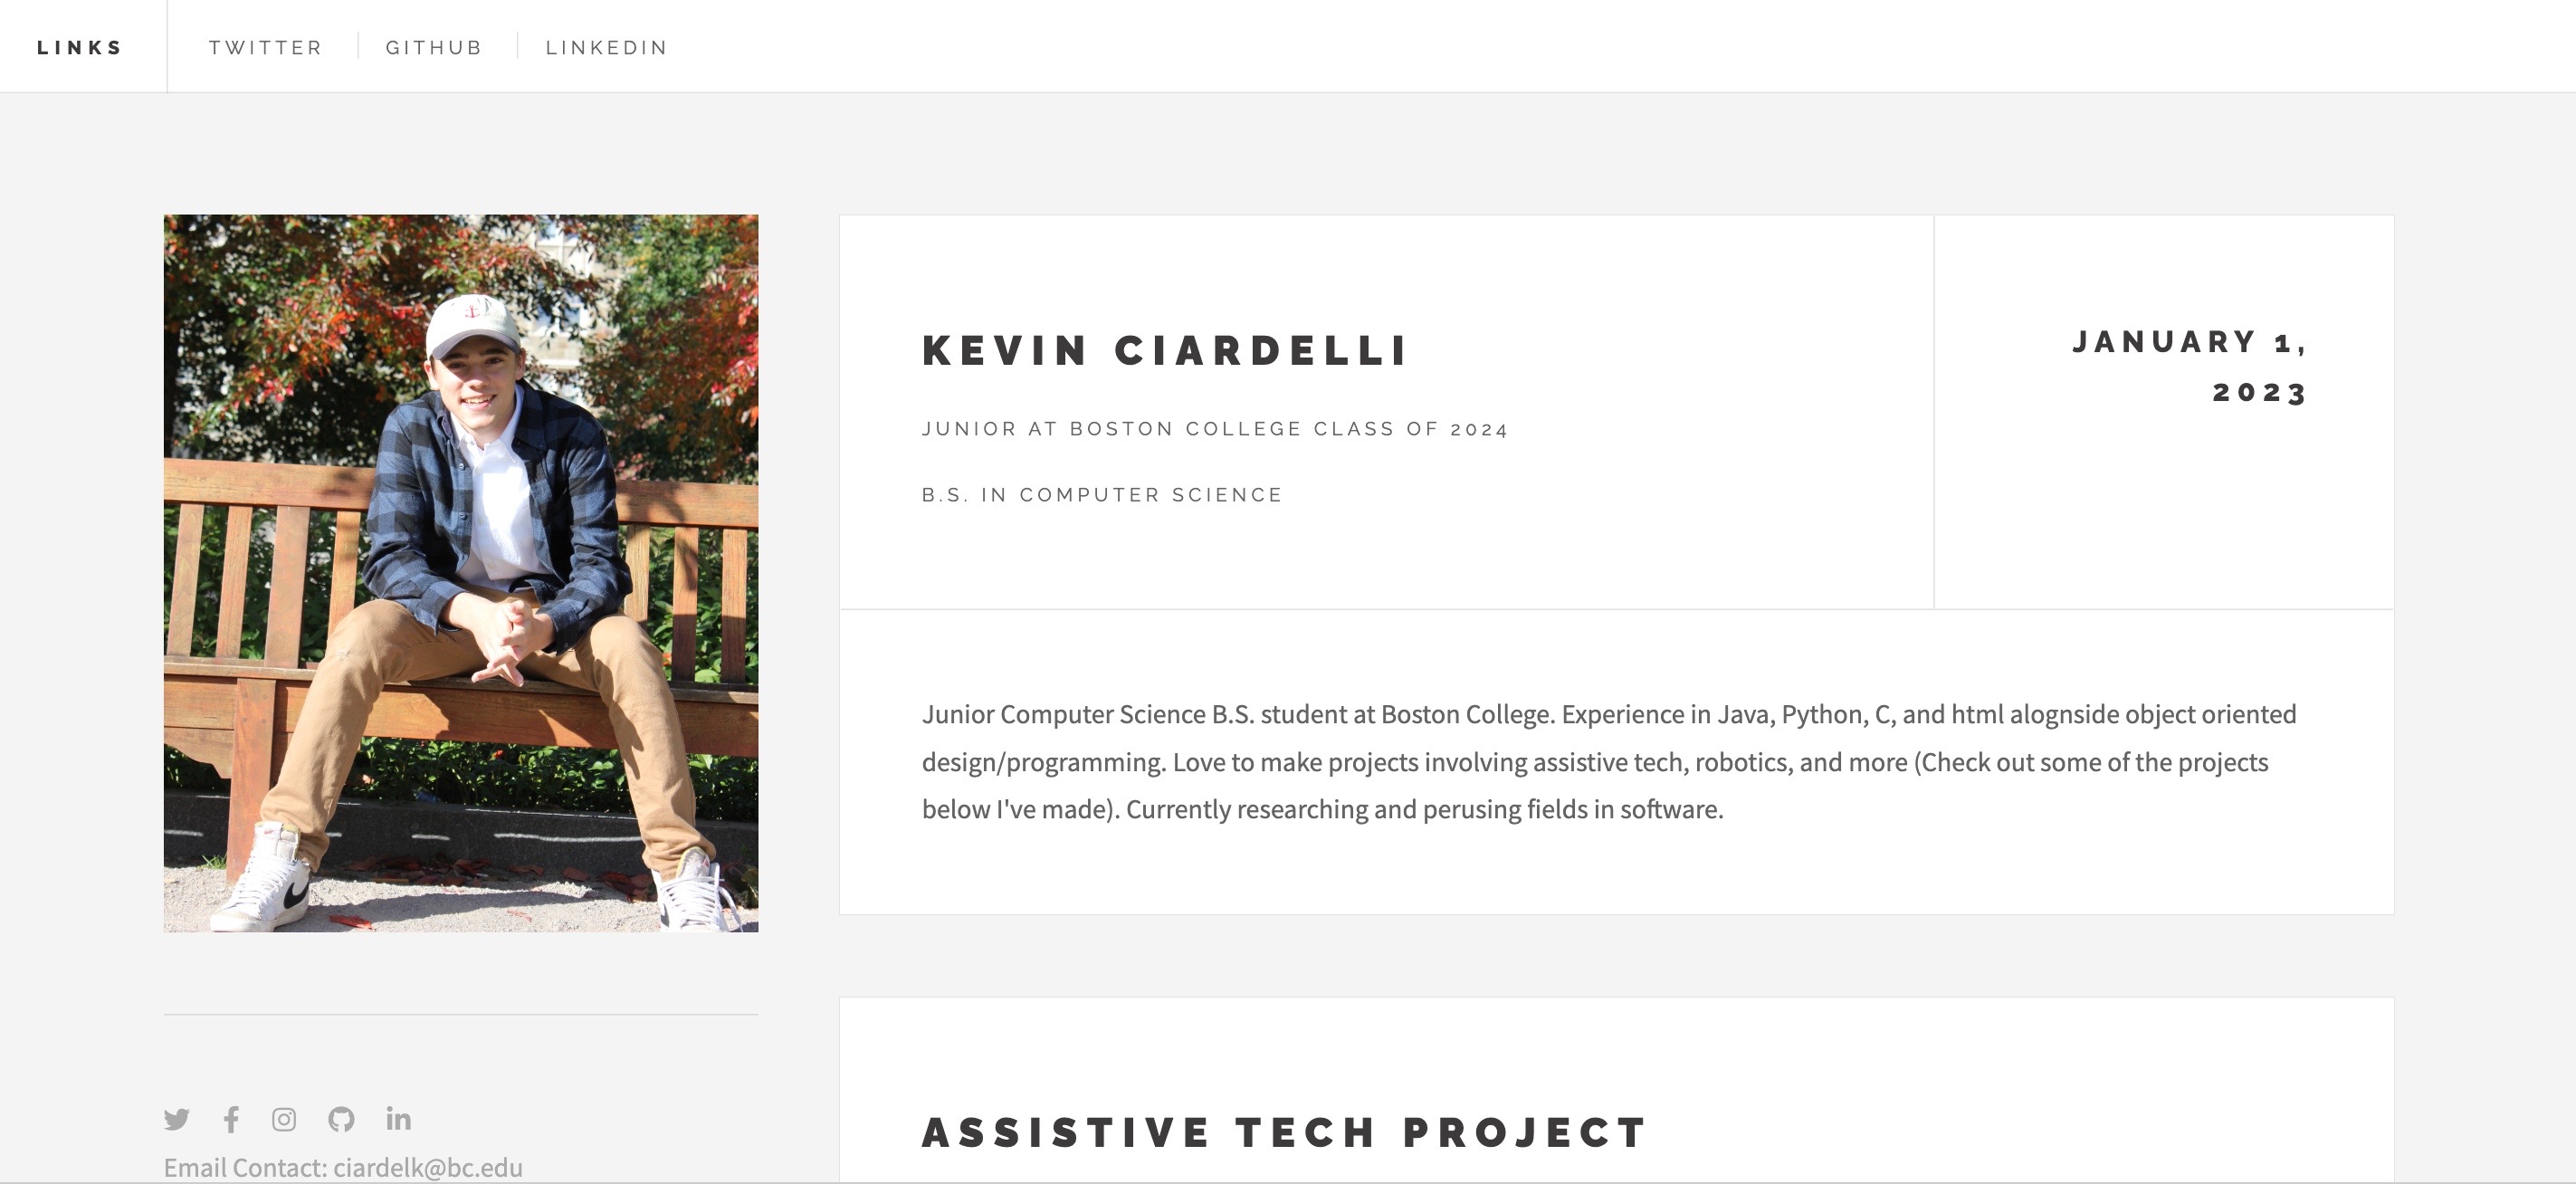 LINKS
TWITTER
GITHUB
LINKEDIN
KEVIN CIARDELLI
JUNIOR AT BOSTON COLLEGE CLASS OF 2024
B.S. IN COMPUTER SCIENCE
JANUARY 1,
2023
Junior Computer Science B.S. student at Boston College. Experience in Java, Python, C, and html alognside object oriented
design/programming. Love to make projects involving assistive tech, robotics, and more (Check out some of the projects
below I've made). Currently researching and perusing fields in software.
Email Contact: ciardelk@bc.edu
ASSISTIVE TECH PROJECT